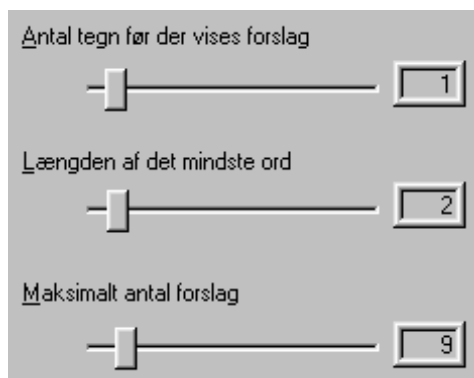 Antal tegn før der vises forslag
1
Længden af det mindste ord
2
Maksimalt antal forslag
9